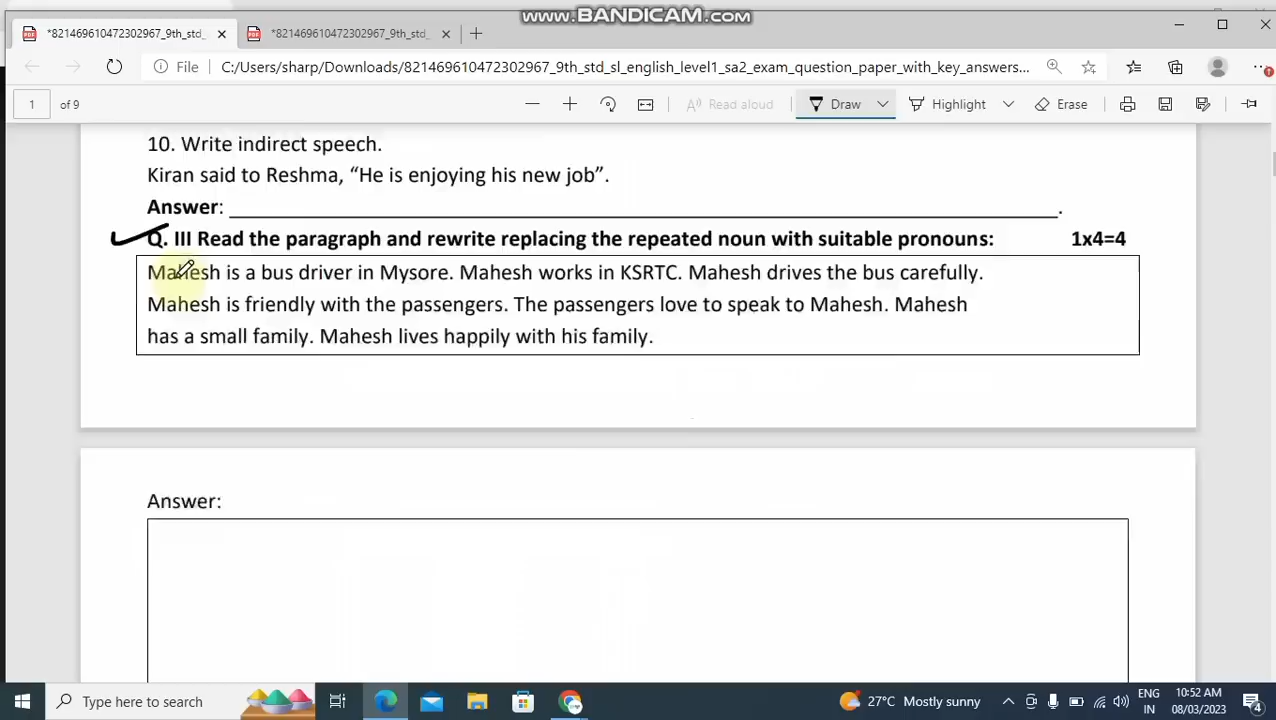 www.BANDICAM.com
*821469610472302967_9th_std_
*821469610472302967_9th_std_
File
C:/Users/sharp/Downloads/821469610472302967_9th_std_sl_english_level1_sa2_exam_question_paper_with_key_answers...
1 of 9
Read aloud
Draw
Highlight
Erase
10. Write indirect speech.
Kiran said to Reshma, “He is enjoying his new job”.
Answer: ______.
Q. III Read the paragraph and rewrite replacing the repeated noun with suitable pronouns: 1x4=4
Mahesh is a bus driver in Mysore. Mahesh works in KSRTC. Mahesh drives the bus carefully.
Mahesh is friendly with the passengers. The passengers love to speak to Mahesh. Mahesh
has a small family. Mahesh lives happily with his family.
Answer:
Type here to search
27°C Mostly sunny
ENG
IN
10:52 AM
08/03/2023
4